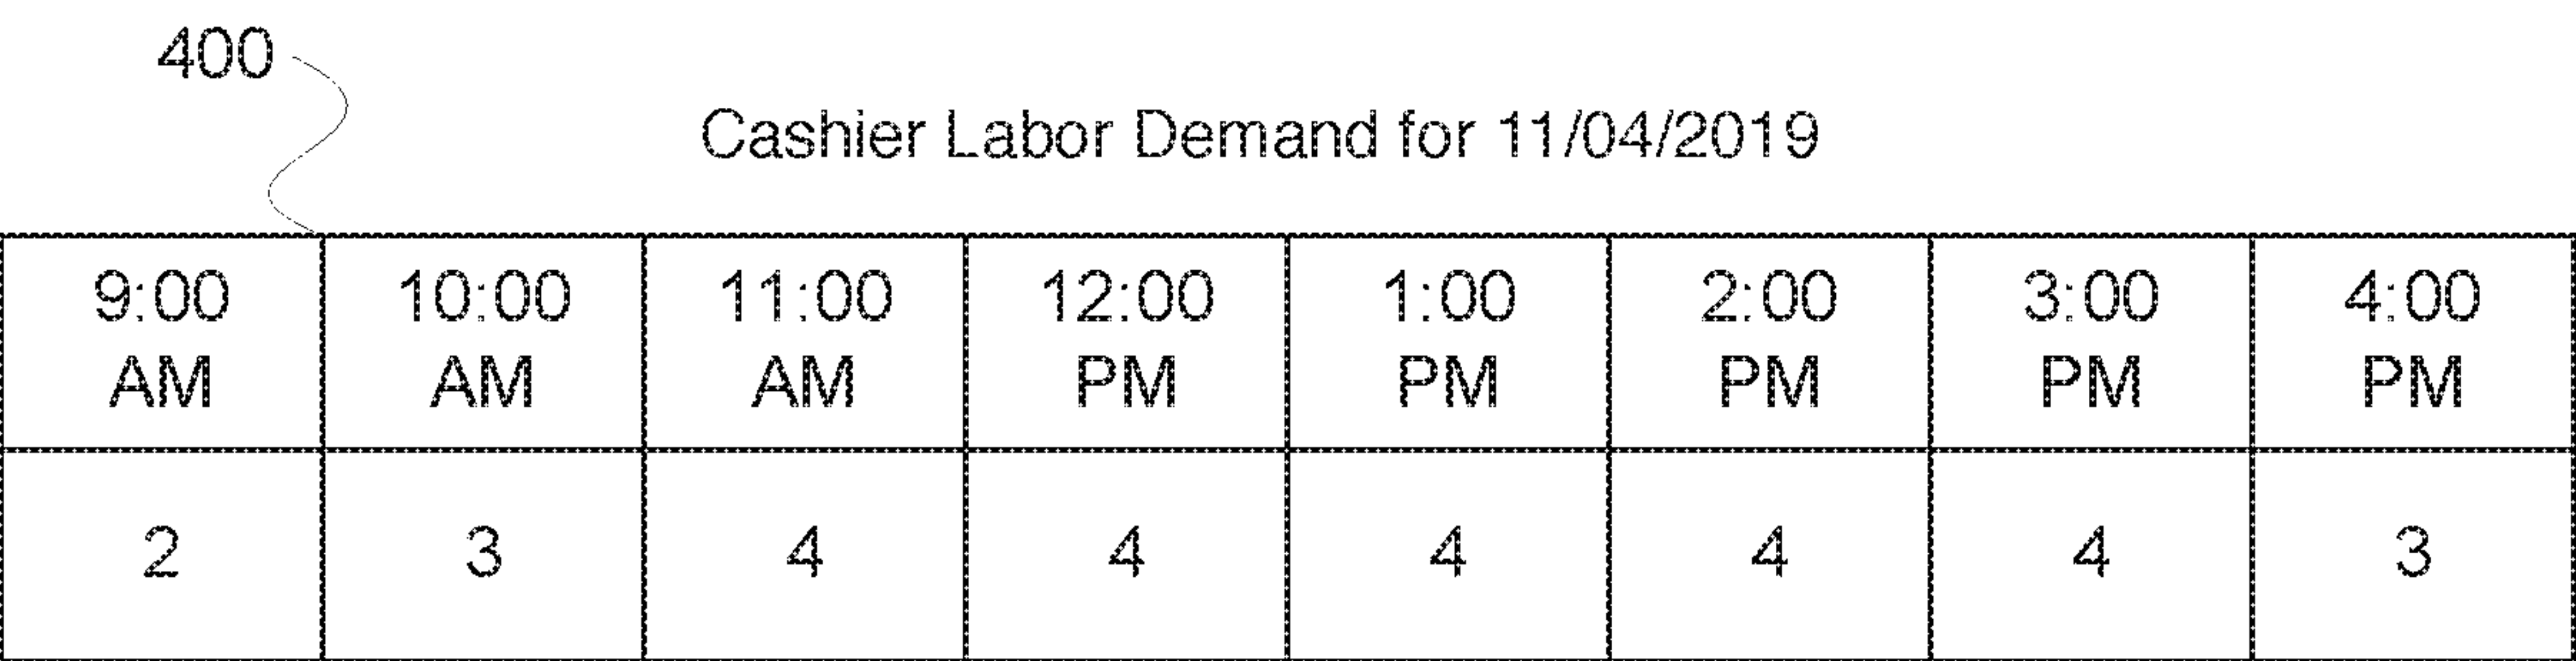 400
Cashier Labor Demand for 11/04/2019
9:00 10:00 11:00 12:00 1:00 2:00 3:00 4:00
AM AM AM PM PM PM PM PM
2 3 4 4 4 4 4 3